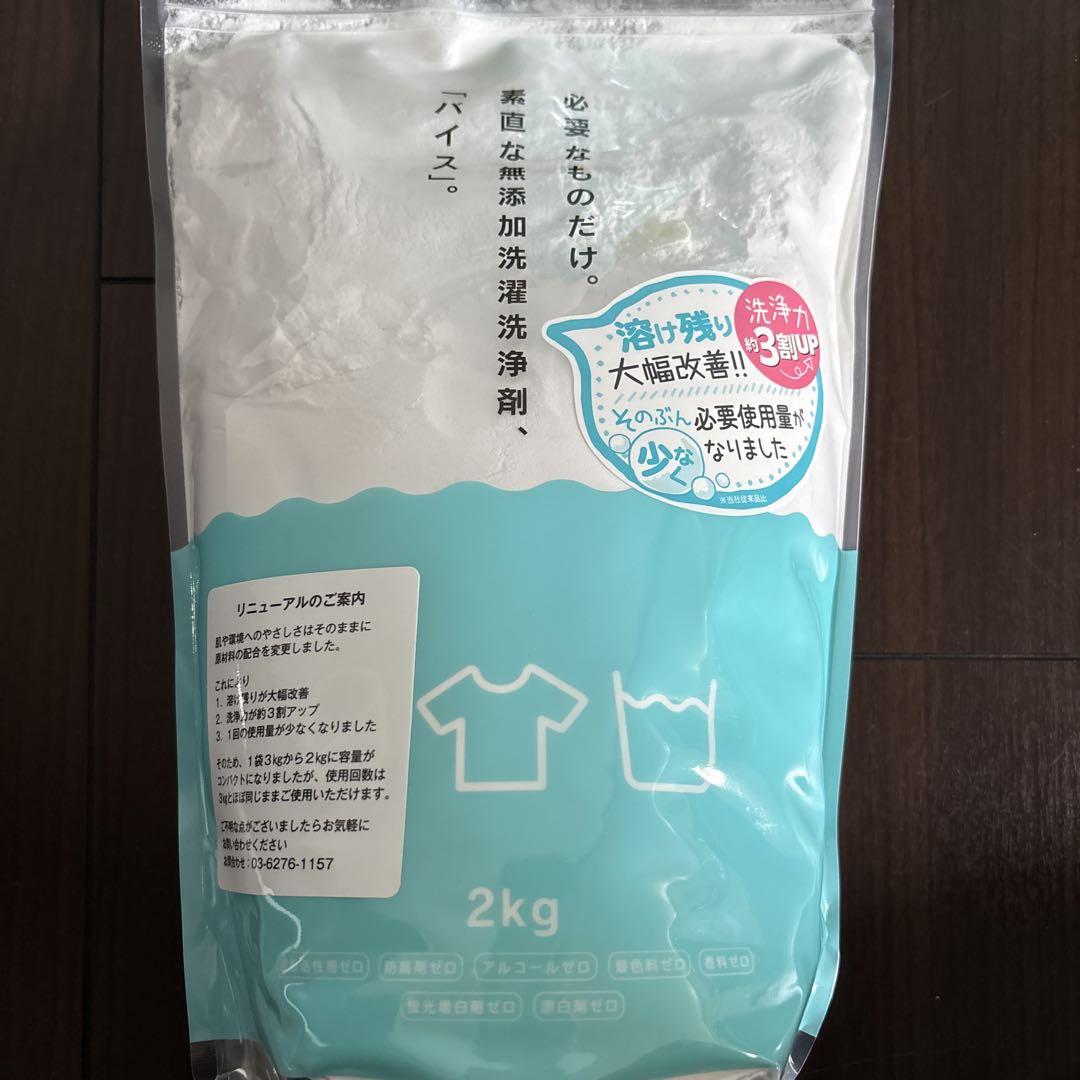 必要なものだけ。
素直な無添加洗濯洗浄剤、
「バイス」。
溶け残り
大幅改善!!
洗浄力
約3割UP
そのぶん必要使用量が
少なくなりました
※当社従来品比
リニューアルのご案内
肌や環境へのやさしさはそのままに
原材料の配合を変更しました。
これにより
1. 溶け残りが大幅改善
2. 洗浄力が約3割アップ
3. 1回の使用量が少なくなりました
そのため、1袋3kgから2kgに容量が
コンパクトになりましたが、使用回数は
3kgとほぼ同じままご使用いただけます。
ご不明な点がございましたらお気軽に
お問い合わせください
お問合わせ:03-6276-1157
2kg
防腐剤ゼロ
アルコールゼロ
着色料ゼロ
香料ゼロ
蛍光増白剤ゼロ
漂白剤ゼロ